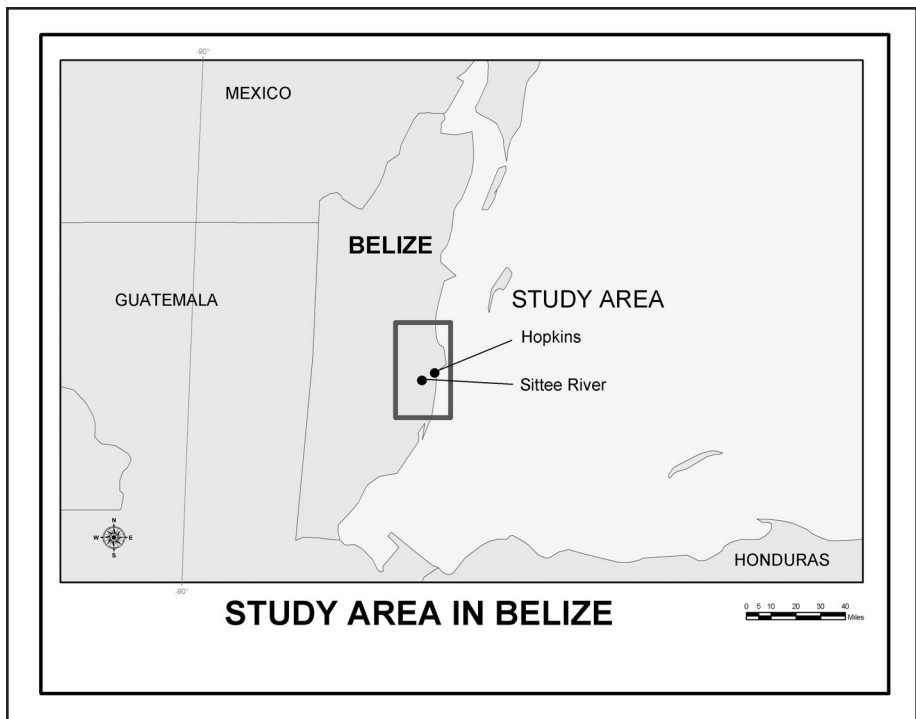 -90°
MEXICO
BELIZE
GUATEMALA
STUDY AREA
Hopkins
Sittee River
N
W E
S
HONDURAS
-90°
STUDY AREA IN BELIZE
0 5 10 20 30 40
Miles